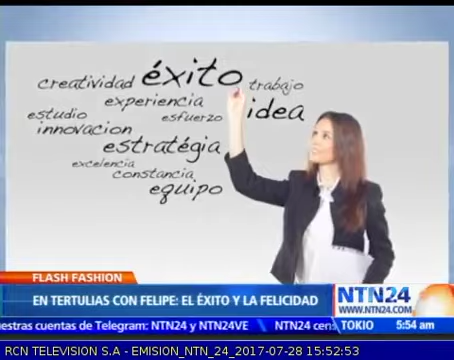 éxito
creatividad
trabajo
experiencia
idea
estudio
esfuerzo
innovacion
estratégia
excelencia
constancia
equipo
FLASH FASHION
EN TERTULIAS CON FELIPE: EL ÉXITO Y LA FELICIDAD
NTN24
WWW.NTN24.COM
uestras cuentas de Telegram: NTN24 y NTN24VE \ NTN24 cens
TOKIO 5:54 am
RCN TELEVISION S.A - EMISION_NTN_24_2017-07-28 15:52:53